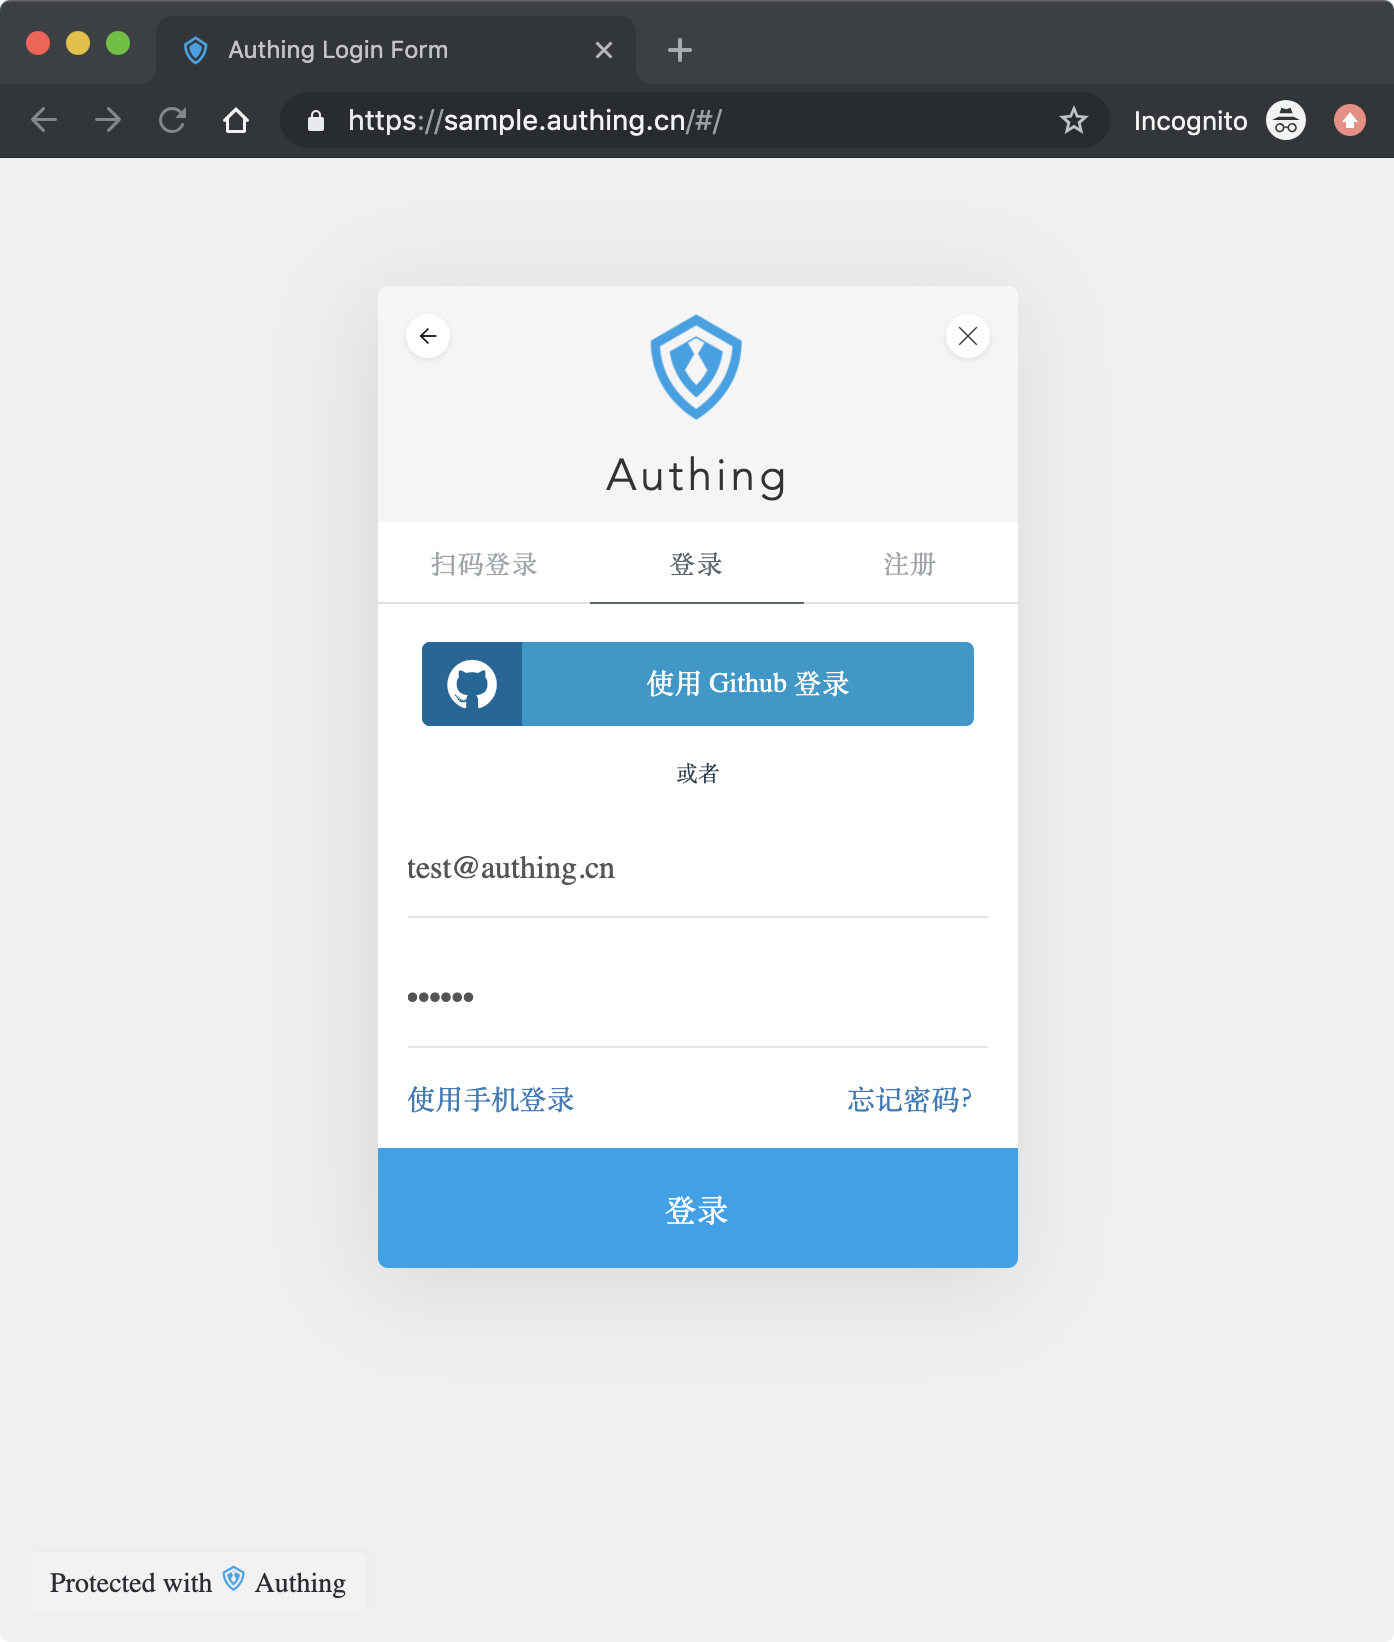 Authing Login Form
https://sample.authing.cn/#/
Incognito
Authing
扫码登录 登录 注册
使用 Github 登录
或者
test@authing.cn
••••••
使用手机登录 忘记密码?
登录
Protected with Authing